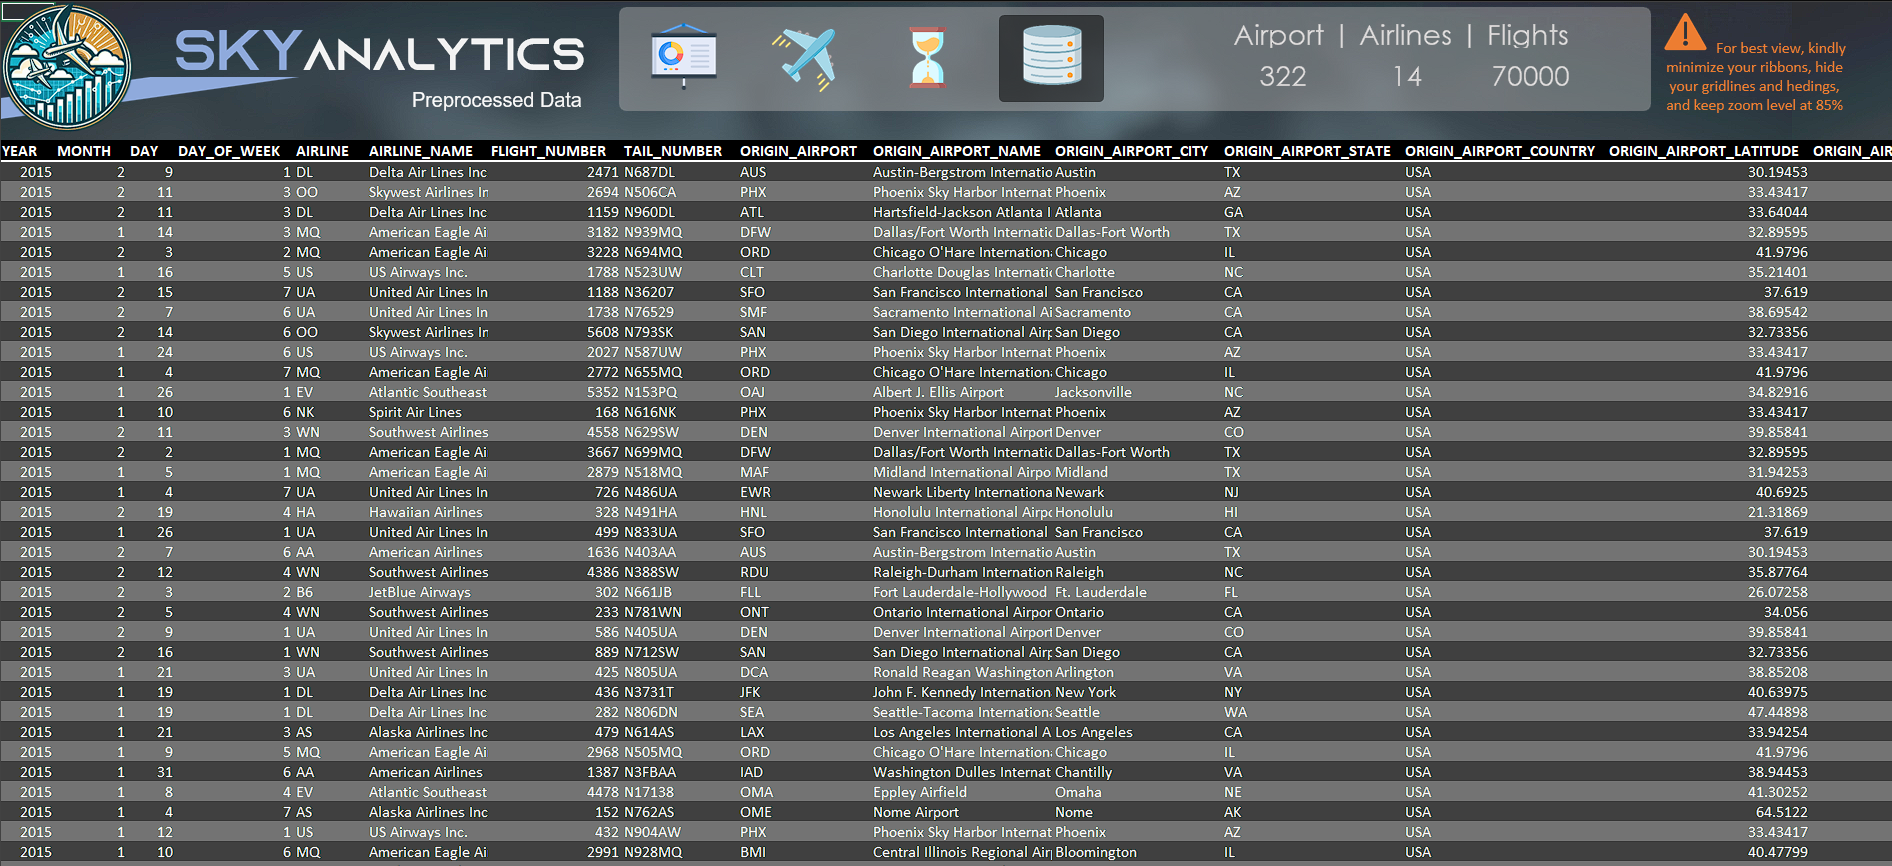 SKYANALYTICS
Preprocessed Data
Airport | Airlines | Flights
322 14 70000
For best view, kindly
minimize your ribbons, hide
your gridlines and hedings,
and keep zoom level at 85%
YEAR MONTH DAY DAY_OF_WEEK AIRLINE AIRLINE_NAME FLIGHT_NUMBER TAIL_NUMBER ORIGIN_AIRPORT ORIGIN_AIRPORT_NAME ORIGIN_AIRPORT_CITY ORIGIN_AIRPORT_STATE ORIGIN_AIRPORT_COUNTRY ORIGIN_AIRPORT_LATITUDE ORIGIN_AIR
2015 2 9 1 DL Delta Air Lines Inc 2471 N687DL AUS Austin-Bergstrom Internatio Austin TX USA 30.19453
2015 2 11 3 OO Skywest Airlines In 2694 N506CA PHX Phoenix Sky Harbor Internat Phoenix AZ USA 33.43417
2015 2 11 3 DL Delta Air Lines Inc 1159 N960DL ATL Hartsfield-Jackson Atlanta I Atlanta GA USA 33.64044
2015 1 14 3 MQ American Eagle Ai 3182 N939MQ DFW Dallas/Fort Worth Internatic Dallas-Fort Worth TX USA 32.89595
2015 2 3 2 MQ American Eagle Ai 3228 N694MQ ORD Chicago O'Hare Internationa Chicago IL USA 41.9796
2015 1 16 5 US US Airways Inc. 1788 N523UW CLT Charlotte Douglas Internatic Charlotte NC USA 35.21401
2015 2 15 7 UA United Air Lines In 1188 N36207 SFO San Francisco International San Francisco CA USA 37.619
2015 2 7 6 UA United Air Lines In 1738 N76529 SMF Sacramento International Ai Sacramento CA USA 38.69542
2015 2 14 6 OO Skywest Airlines In 5608 N793SK SAN San Diego International Airp San Diego CA USA 32.73356
2015 1 24 6 US US Airways Inc. 2027 N587UW PHX Phoenix Sky Harbor Internat Phoenix AZ USA 33.43417
2015 1 4 7 MQ American Eagle Ai 2772 N655MQ ORD Chicago O'Hare Internationa Chicago IL USA 41.9796
2015 1 26 1 EV Atlantic Southeast 5352 N153PQ OAJ Albert J. Ellis Airport Jacksonville NC USA 34.82916
2015 1 10 6 NK Spirit Air Lines 168 N616NK PHX Phoenix Sky Harbor Internat Phoenix AZ USA 33.43417
2015 2 11 3 WN Southwest Airlines 4558 N629SW DEN Denver International Airport Denver CO USA 39.85841
2015 2 2 1 MQ American Eagle Ai 3667 N699MQ DFW Dallas/Fort Worth Internatic Dallas-Fort Worth TX USA 32.89595
2015 1 5 1 MQ American Eagle Ai 2879 N518MQ MAF Midland International Airpo Midland TX USA 31.94253
2015 1 4 7 UA United Air Lines In 726 N486UA EWR Newark Liberty Internationa Newark NJ USA 40.6925
2015 2 19 4 HA Hawaiian Airlines 328 N491HA HNL Honolulu International Airpo Honolulu HI USA 21.31869
2015 1 26 1 UA United Air Lines In 499 N833UA SFO San Francisco International San Francisco CA USA 37.619
2015 2 7 6 AA American Airlines 1636 N403AA AUS Austin-Bergstrom Internatio Austin TX USA 30.19453
2015 2 12 4 WN Southwest Airlines 4386 N388SW RDU Raleigh-Durham Internation Raleigh NC USA 35.87764
2015 2 3 2 B6 JetBlue Airways 302 N661JB FLL Fort Lauderdale-Hollywood Ft. Lauderdale FL USA 26.07258
2015 2 5 4 WN Southwest Airlines 233 N781WN ONT Ontario International Airpor Ontario CA USA 34.056
2015 2 9 1 UA United Air Lines In 586 N405UA DEN Denver International Airport Denver CO USA 39.85841
2015 2 16 1 WN Southwest Airlines 889 N712SW SAN San Diego International Airp San Diego CA USA 32.73356
2015 1 21 3 UA United Air Lines In 425 N805UA DCA Ronald Reagan Washington Arlington VA USA 38.85208
2015 1 19 1 DL Delta Air Lines Inc 436 N3731T JFK John F. Kennedy Internation New York NY USA 40.63975
2015 1 19 1 DL Delta Air Lines Inc 282 N806DN SEA Seattle-Tacoma Internationa Seattle WA USA 47.44898
2015 1 21 3 AS Alaska Airlines Inc 479 N614AS LAX Los Angeles International A Los Angeles CA USA 33.94254
2015 1 9 5 MQ American Eagle Ai 2968 N505MQ ORD Chicago O'Hare Internationa Chicago IL USA 41.9796
2015 1 31 6 AA American Airlines 1387 N3FBAA IAD Washington Dulles Internat Chantilly VA USA 38.94453
2015 1 8 4 EV Atlantic Southeast 4478 N17138 OMA Eppley Airfield Omaha NE USA 41.30252
2015 1 4 7 AS Alaska Airlines Inc 152 N762AS OME Nome Airport Nome AK USA 64.5122
2015 1 12 1 US US Airways Inc. 432 N904AW PHX Phoenix Sky Harbor Internat Phoenix AZ USA 33.43417
2015 1 10 6 MQ American Eagle Ai 2991 N928MQ BMI Central Illinois Regional Air Bloomington IL USA 40.47799